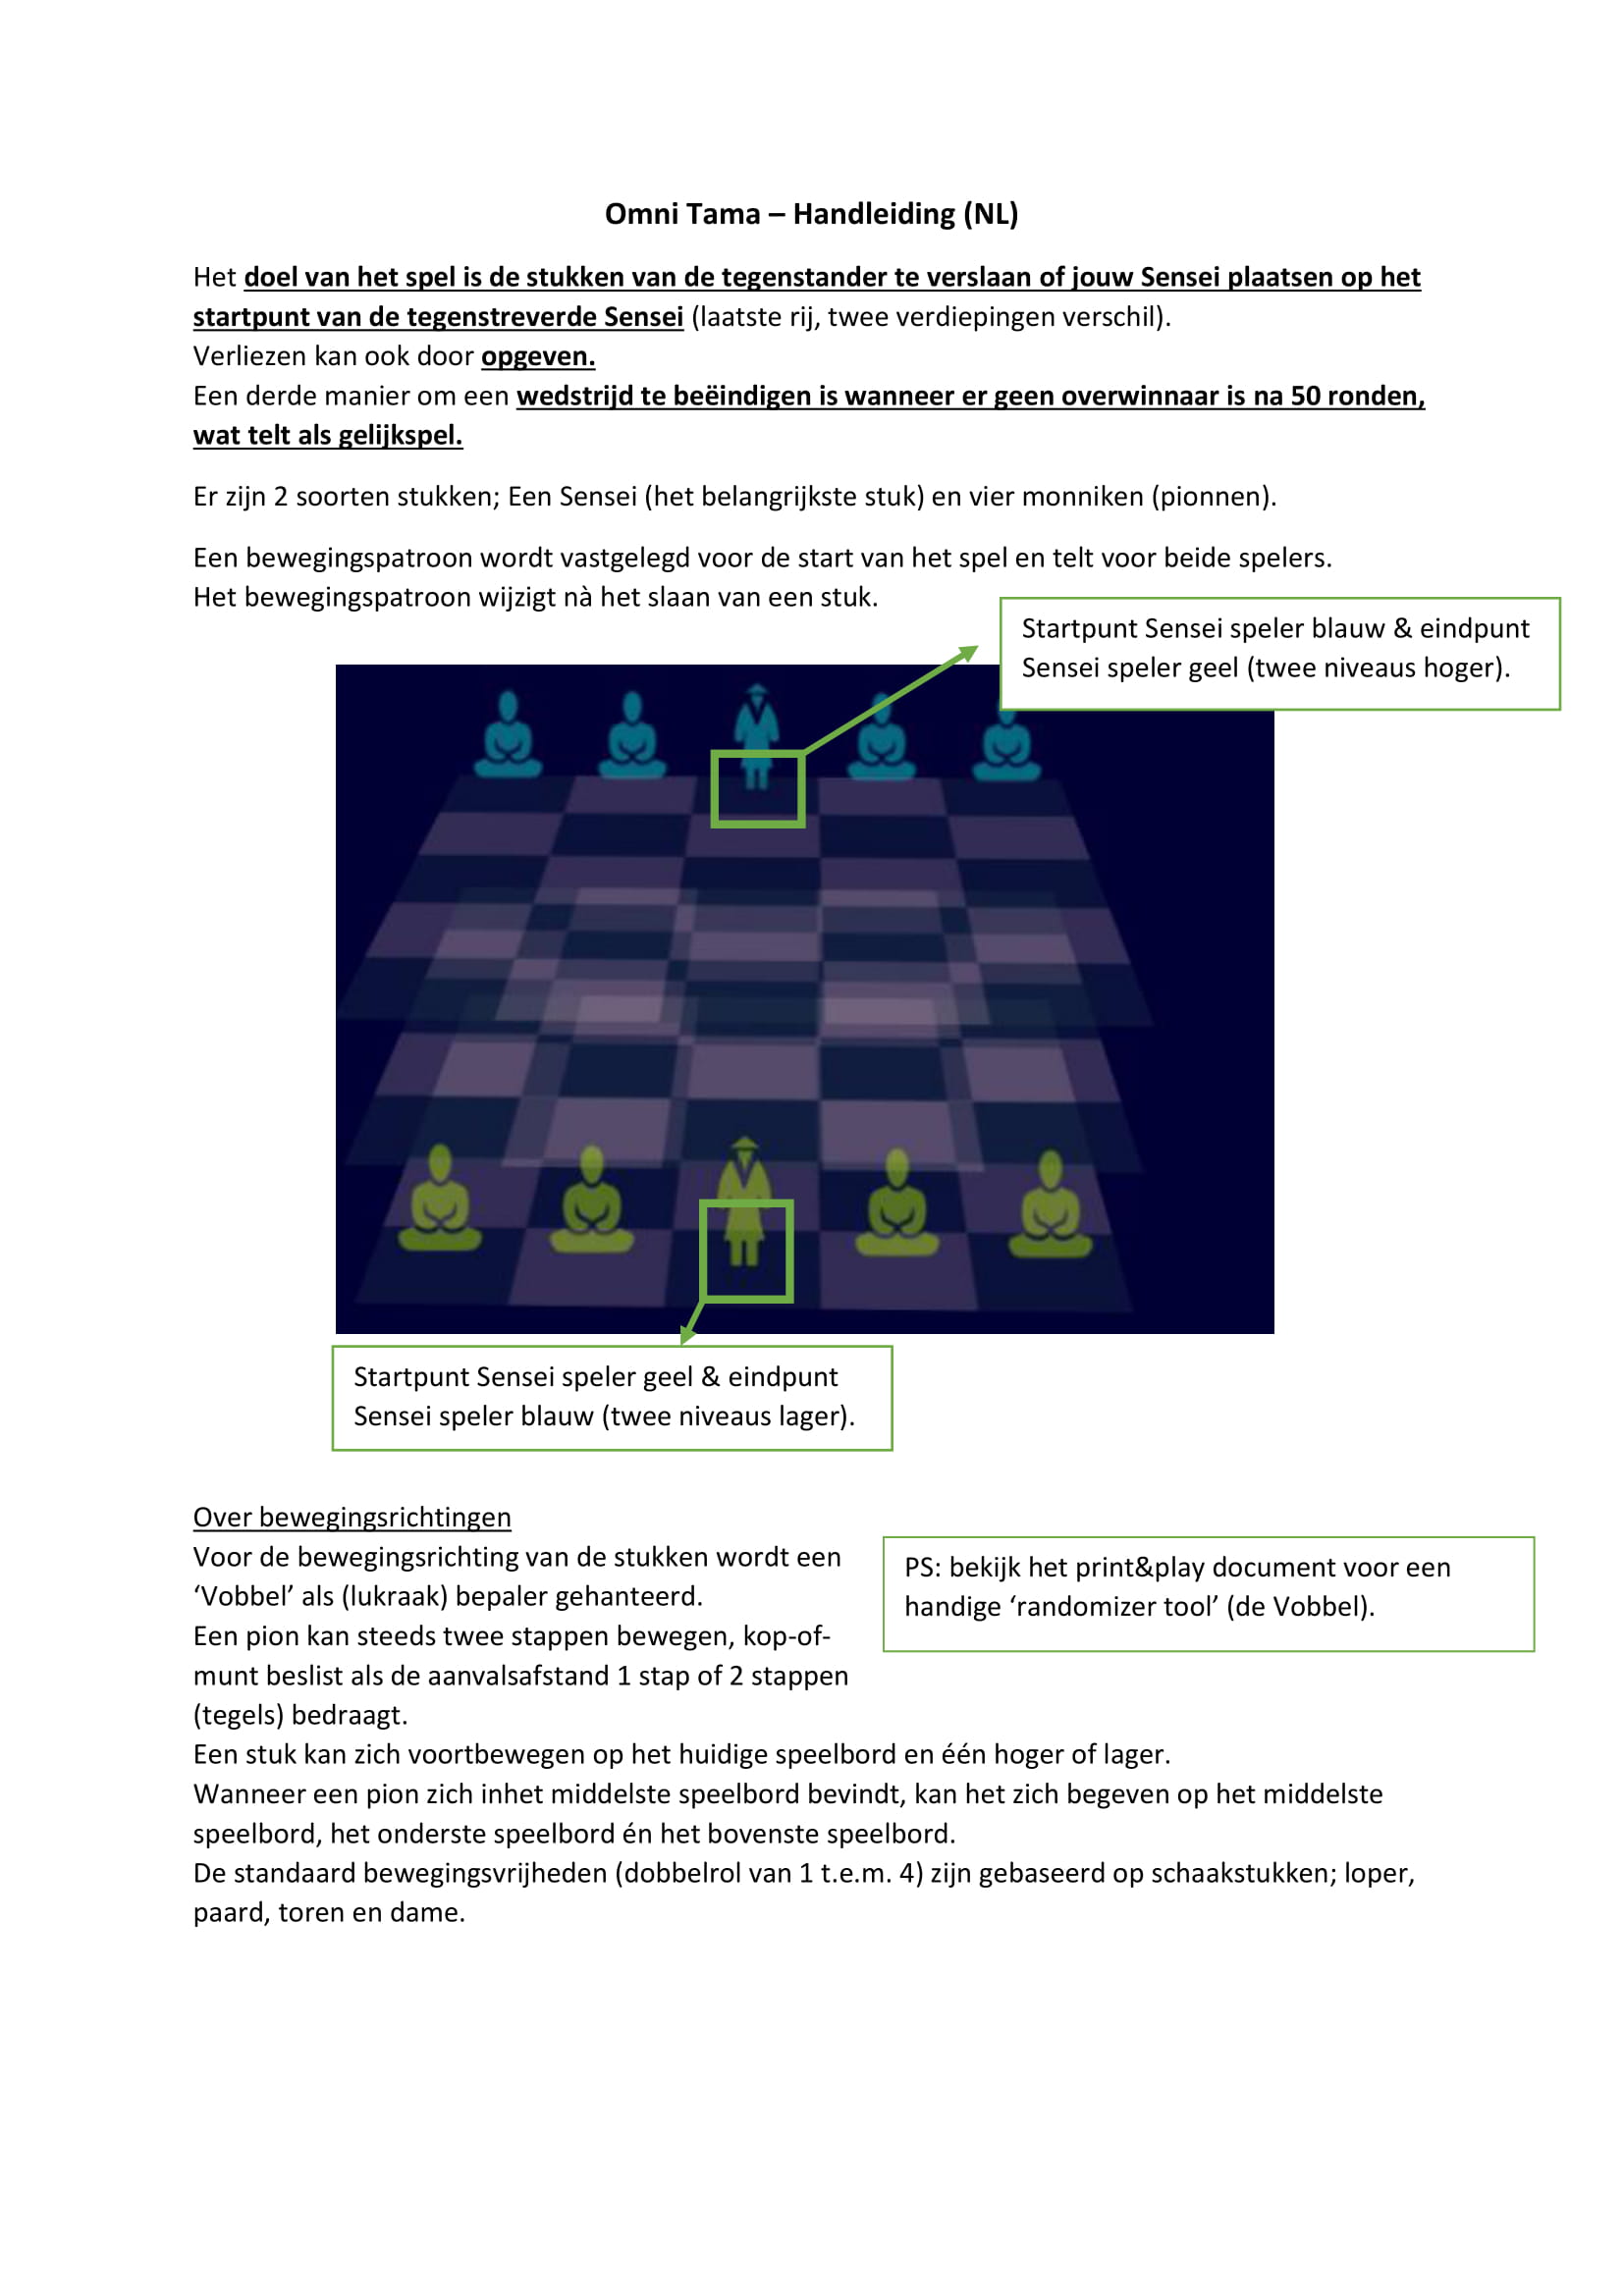 Omni Tama – Handleiding (NL)
Het doel van het spel is de stukken van de tegenstander te verslaan of jouw Sensei plaatsen op het
startpunt van de tegenstreverde Sensei (laatste rij, twee verdiepingen verschil).
Verliezen kan ook door opgeven.
Een derde manier om een wedstrijd te beëindigen is wanneer er geen overwinnaar is na 50 ronden,
wat telt als gelijkspel.
Er zijn 2 soorten stukken; Een Sensei (het belangrijkste stuk) en vier monniken (pionnen).
Een bewegingspatroon wordt vastgelegd voor de start van het spel en telt voor beide spelers.
Het bewegingspatroon wijzigt nà het slaan van een stuk.
Startpunt Sensei speler blauw & eindpunt
Sensei speler geel (twee niveaus hoger).
Startpunt Sensei speler geel & eindpunt
Sensei speler blauw (twee niveaus lager).
Over bewegingsrichtingen
Voor de bewegingsrichting van de stukken wordt een
‘Vobbel’ als (lukraak) bepaler gehanteerd.
Een pion kan steeds twee stappen bewegen, kop-of-
munt beslist als de aanvalsafstand 1 stap of 2 stappen
(tegels) bedraagt.
PS: bekijk het print&play document voor een
handige ‘randomizer tool’ (de Vobbel).
Een stuk kan zich voortbewegen op het huidige speelbord en één hoger of lager.
Wanneer een pion zich inhet middelste speelbord bevindt, kan het zich begeven op het middelste
speelbord, het onderste speelbord én het bovenste speelbord.
De standaard bewegingsvrijheden (dobbelrol van 1 t.e.m. 4) zijn gebaseerd op schaakstukken; loper,
paard, toren en dame.